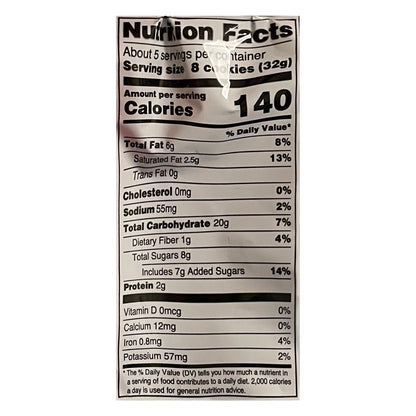 Nutrition Facts
About 5 servings per container
Serving size 8 cookies (32g)
Amount per serving
Calories 140
% Daily Value*
Total Fat 6g 8%
Saturated Fat 2.5g 13%
Trans Fat 0g
Cholesterol 0mg 0%
Sodium 55mg 2%
Total Carbohydrate 20g 7%
Dietary Fiber 1g 4%
Total Sugars 8g
Includes 7g Added Sugars 14%
Protein 2g
Vitamin D 0mcg 0%
Calcium 12mg 0%
Iron 0.8mg 4%
Potassium 57mg 2%
* The % Daily Value (DV) tells you how much a nutrient in
a serving of food contributes to a daily diet. 2,000 calories
a day is used for general nutrition advice.